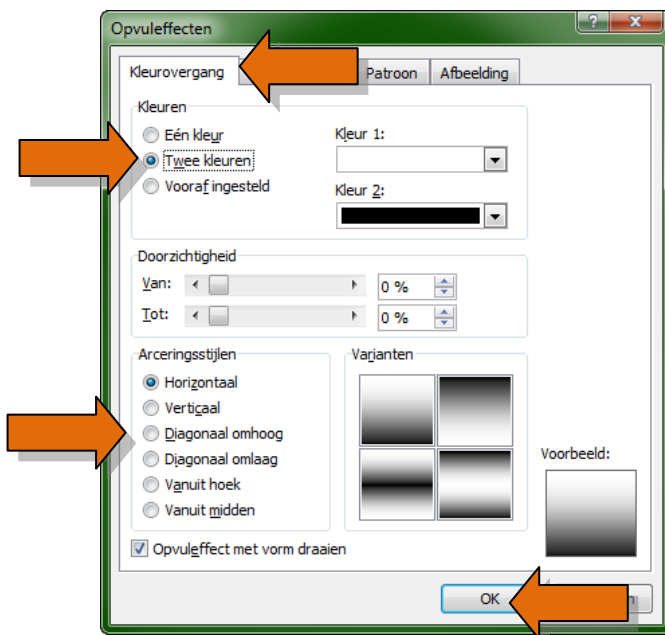 Opvuleffecten
Kleurovergang Patroon Afbeelding
Kleuren
Eén kleur
Twee kleuren
Vooraf ingesteld
Kleur 1:
Kleur 2:
Doorzichtigheid
Van: 0 %
Tot: 0 %
Arceringsstijlen
Horizontaal
Verticaal
Diagonaal omhoog
Diagonaal omlaag
Vanuit hoek
Vanuit midden
Varianten
Voorbeeld:
Opvuleffect met vorm draaien
OK